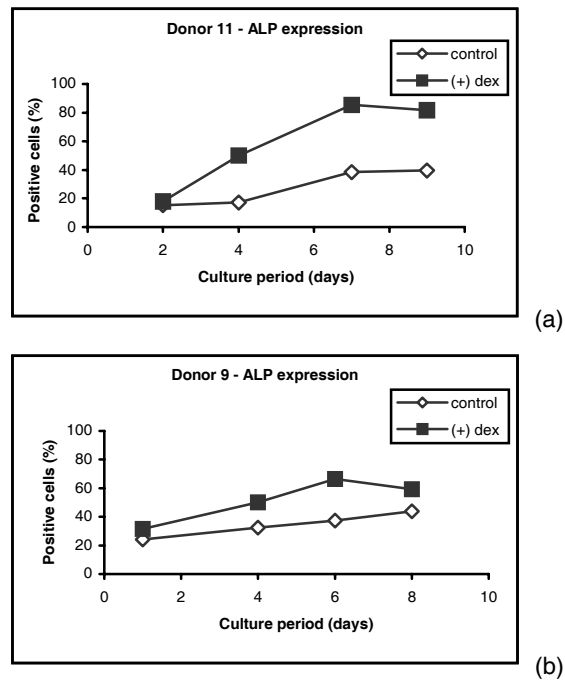 Donor 11 - ALP expression
control
(+) dex
100
80
60
40
20
0
Positive cells (%)
0 2 4 6 8 10
Culture period (days)
(a)
Donor 9 - ALP expression
control
(+) dex
100
80
60
40
20
0
Positive cells (%)
0 2 4 6 8 10
Culture period (days)
(b)